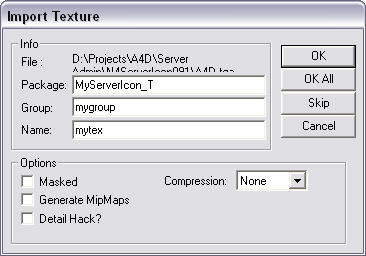 Import Texture
Info
File :
D:\Projects\A4D\Server
Admin\N4ServerIcon091\A4D.tga
OK
Package:
MyServerIcon_T
OK All
Group:
mygroup
Skip
Name:
mytex
Cancel
Options
Masked
Compression:
None
Generate MipMaps
Detail Hack?